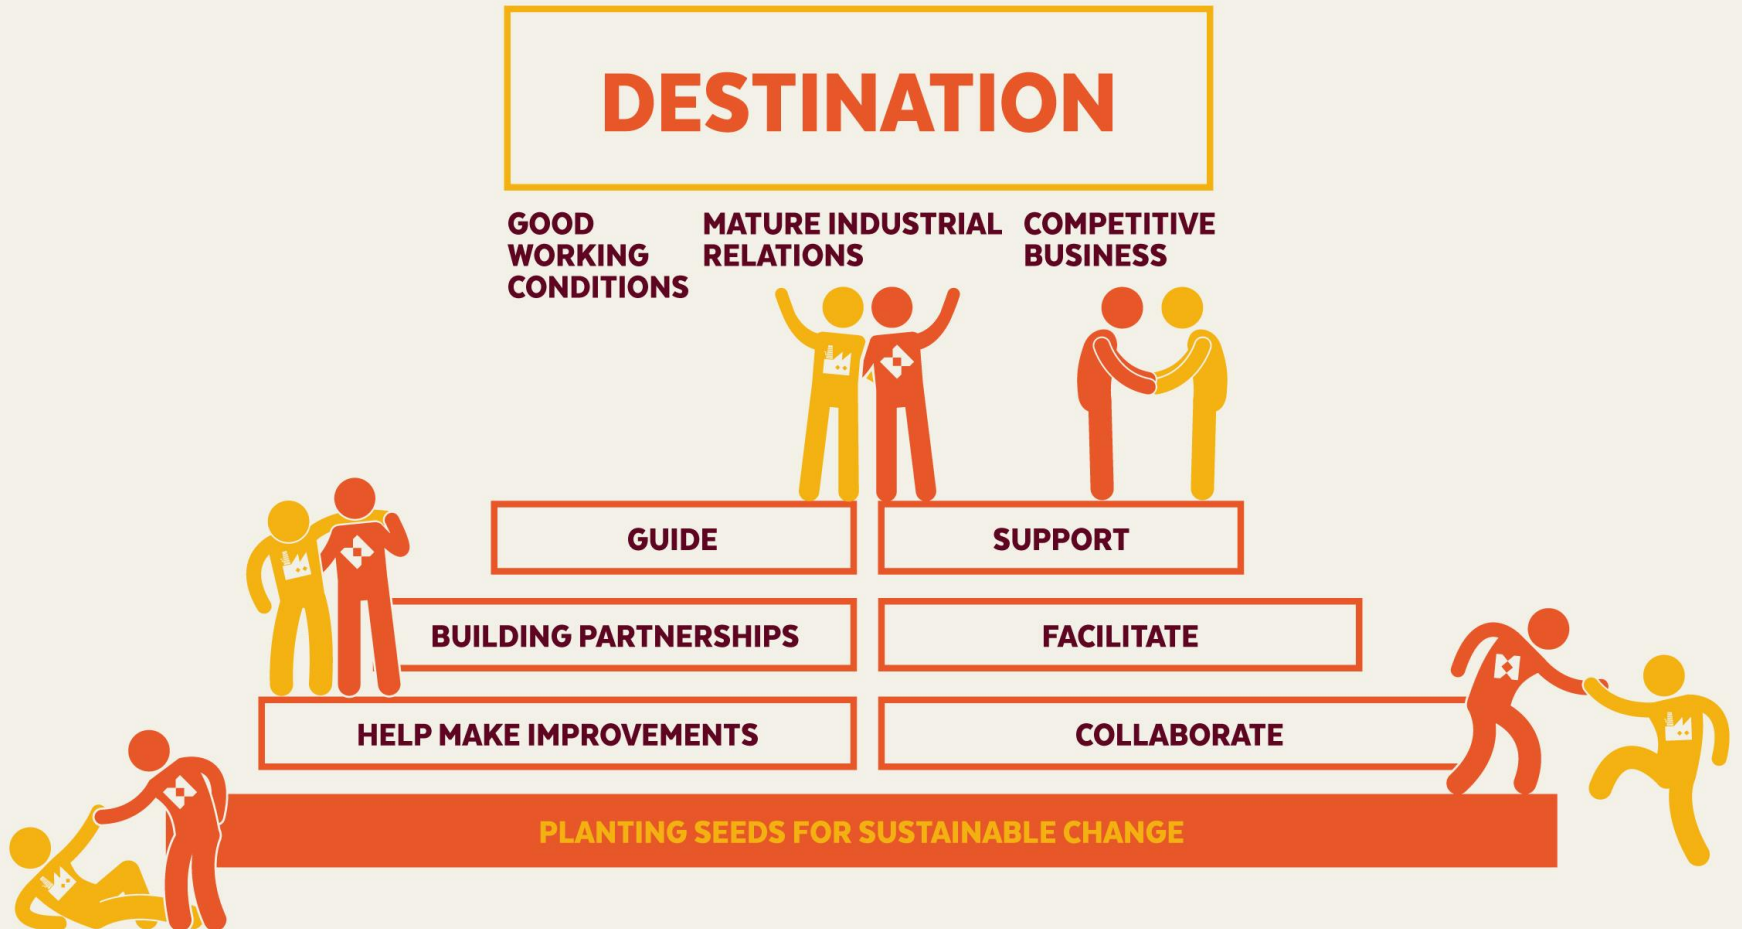 DESTINATION
GOOD
WORKING
CONDITIONS
MATURE INDUSTRIAL
RELATIONS
COMPETITIVE
BUSINESS
GUIDE
SUPPORT
BUILDING PARTNERSHIPS
FACILITATE
HELP MAKE IMPROVEMENTS
COLLABORATE
PLANTING SEEDS FOR SUSTAINABLE CHANGE